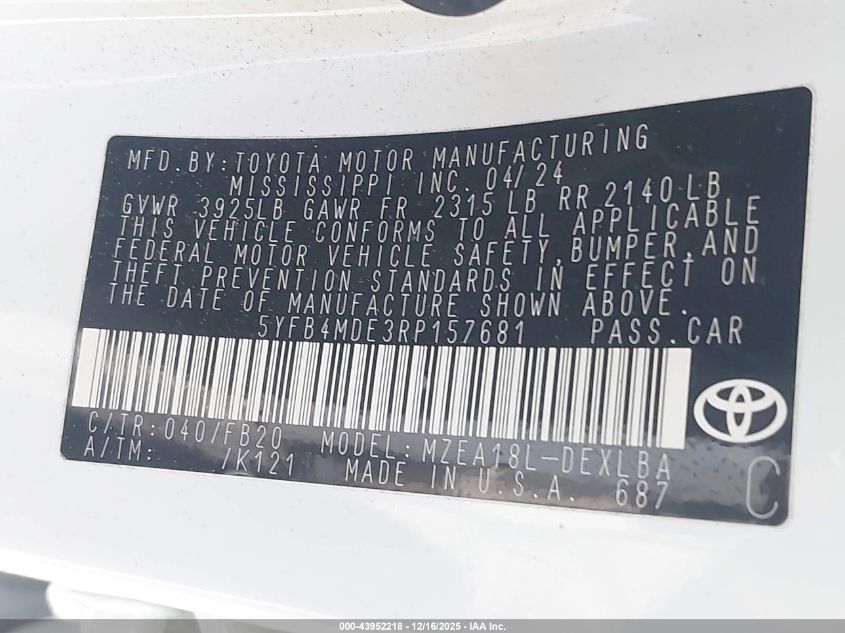 MFD.BY:TOYOTA MOTOR MANUFACTURING
MISSISSIPPI INC. 04/24
GVWR 3925LB GAWR FR 2315 LB RR 2140 LB
THIS VEHICLE CONFORMS TO ALL APPLICABLE
FEDERAL MOTOR VEHICLE SAFETY,BUMPER,AND
THEFT PREVENTION STANDARDS IN EFFECT ON
THE DATE OF MANUFACTURE SHOWN ABOVE.
5YFB4MDE3RP157681 PASS.CAR
C/TR:040/FB20 MODEL:MZEA18L-DEXLBA
A/TM: /K121 MADE IN U.S.A. 687
C
000-43952218 - 12/16/2025 - IAA Inc.